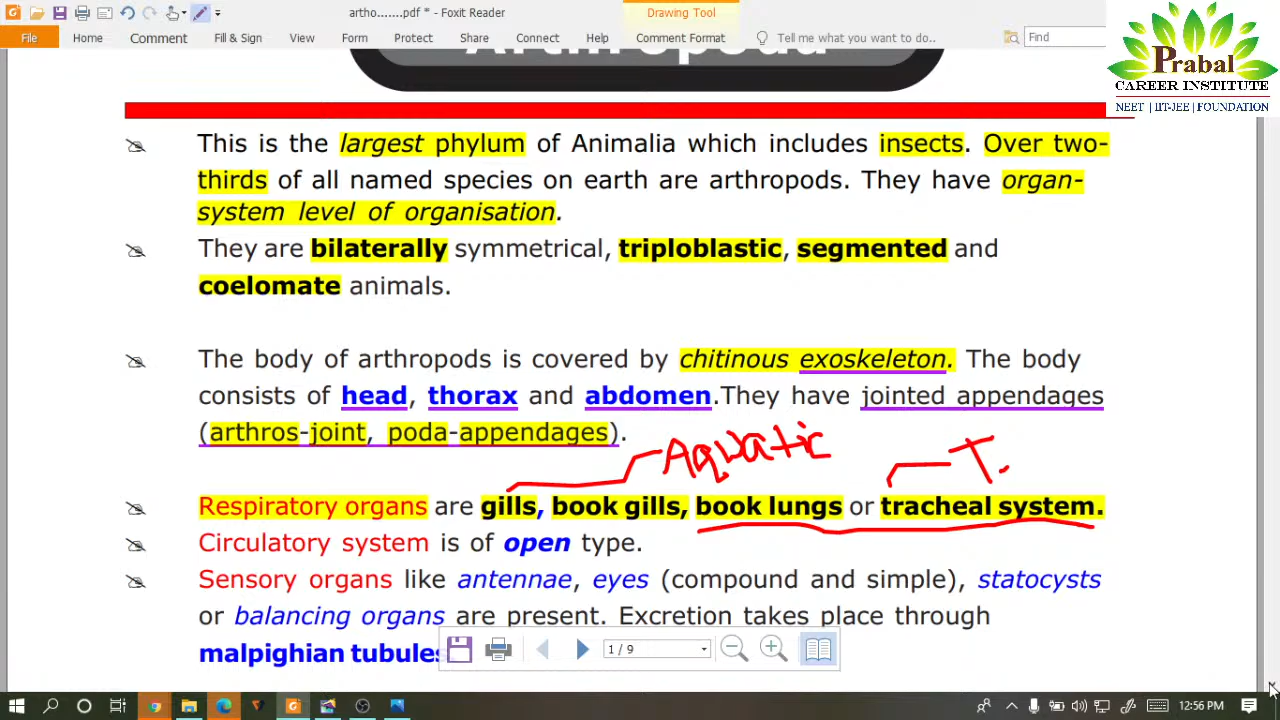 artho.......pdf * - Foxit Reader
Drawing Tool
File Home Comment Fill & Sign View Form Protect Share Connect Help Comment Format Tell me what you want to do.. Find
Prabal
CAREER INSTITUTE
NEET | IIT-JEE | FOUNDATION
Arthropoda
This is the largest phylum of Animalia which includes insects. Over two-
thirds of all named species on earth are arthropods. They have organ-
system level of organisation.
They are bilaterally symmetrical, triploblastic, segmented and
coelomate animals.
The body of arthropods is covered by chitinous exoskeleton. The body
consists of head, thorax and abdomen.They have jointed appendages
(arthros-joint, poda-appendages).
Aquatic T.
Respiratory organs are gills, book gills, book lungs or tracheal system.
Circulatory system is of open type.
Sensory organs like antennae, eyes (compound and simple), statocysts
or balancing organs are present. Excretion takes place through
malpighian tubules
1 / 9
12:56 PM